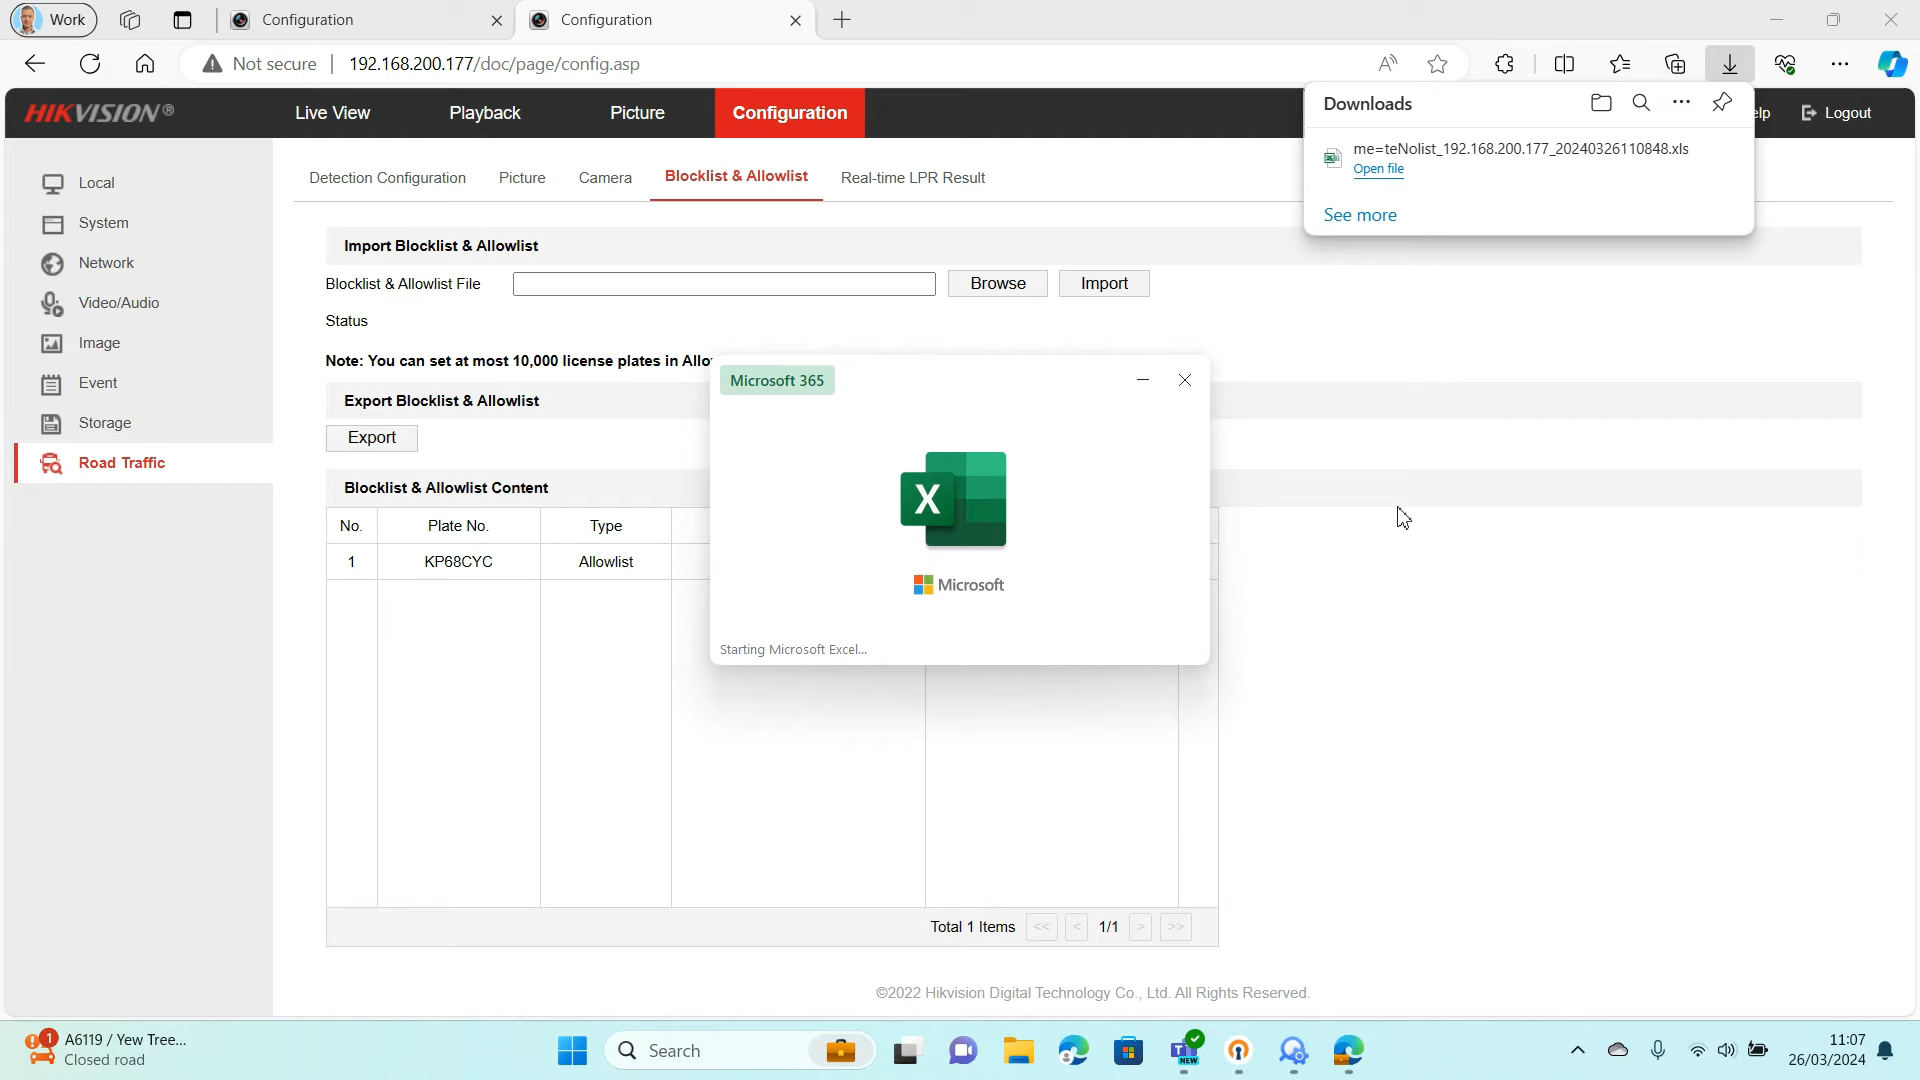 Work
Configuration
Configuration
Not secure
192.168.200.177/doc/page/config.asp
HIKVISION®
Live View
Playback
Picture
Configuration
elp
Logout
Downloads
me=teNolist_192.168.200.177_20240326110848.xls
Open file
See more
Local
System
Network
Video/Audio
Image
Event
Storage
Road Traffic
Detection Configuration
Picture
Camera
Blocklist & Allowlist
Real-time LPR Result
Import Blocklist & Allowlist
Blocklist & Allowlist File
Browse
Import
Status
Note: You can set at most 10,000 license plates in Allo
Export Blocklist & Allowlist
Export
Blocklist & Allowlist Content
No. Plate No. Type
1 KP68CYC Allowlist
Microsoft 365
X
Microsoft
Starting Microsoft Excel...
Total 1 Items << < 1/1 > >>
©2022 Hikvision Digital Technology Co., Ltd. All Rights Reserved.
1
A6119 / Yew Tree...
Closed road
Search
NEW
11:07
26/03/2024